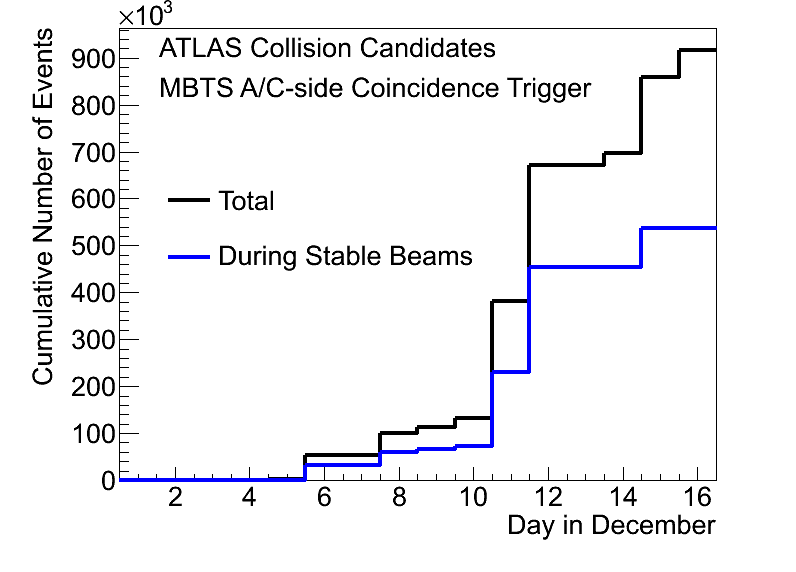 ×10³
ATLAS Collision Candidates
MBTS A/C-side Coincidence Trigger
Total
During Stable Beams
Cumulative Number of Events
900
800
700
600
500
400
300
200
100
0
2 4 6 8 10 12 14 16
Day in December